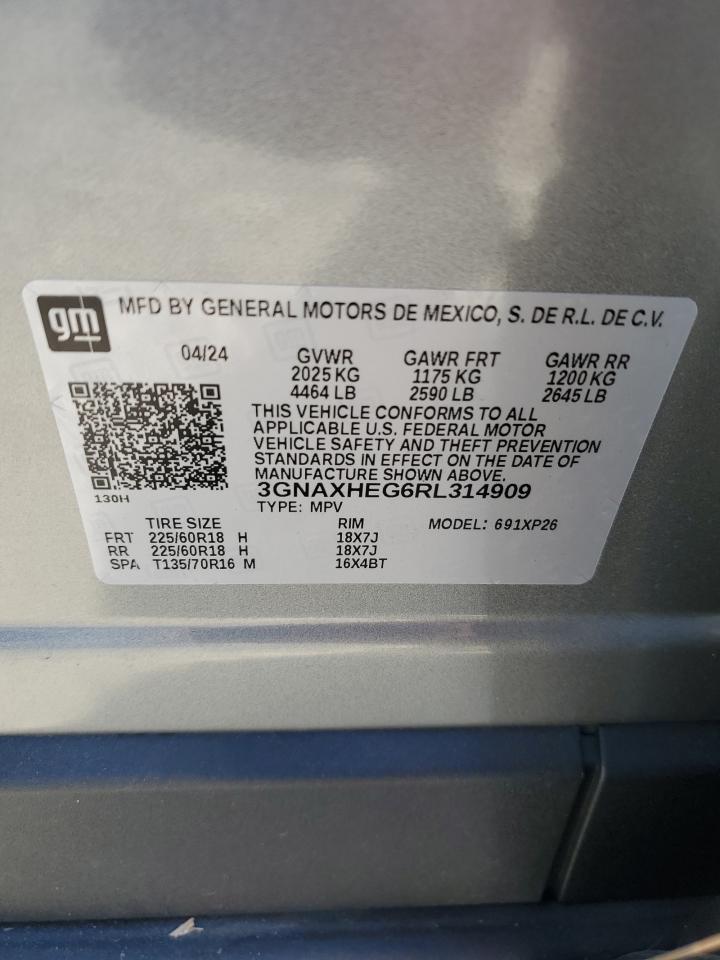 gm
MFD BY GENERAL MOTORS DE MEXICO, S. DE R.L. DE C.V.
04/24 GVWR GAWR FRT GAWR RR
2025 KG 1175 KG 1200 KG
4464 LB 2590 LB 2645 LB
THIS VEHICLE CONFORMS TO ALL
APPLICABLE U.S. FEDERAL MOTOR
VEHICLE SAFETY AND THEFT PREVENTION
STANDARDS IN EFFECT ON THE DATE OF
MANUFACTURE SHOWN ABOVE.
130H 3GNAXHEG6RL314909
TYPE: MPV
TIRE SIZE RIM MODEL: 691XP26
FRT 225/60R18 H 18X7J
RR 225/60R18 H 18X7J
SPA T135/70R16 M 16X4BT